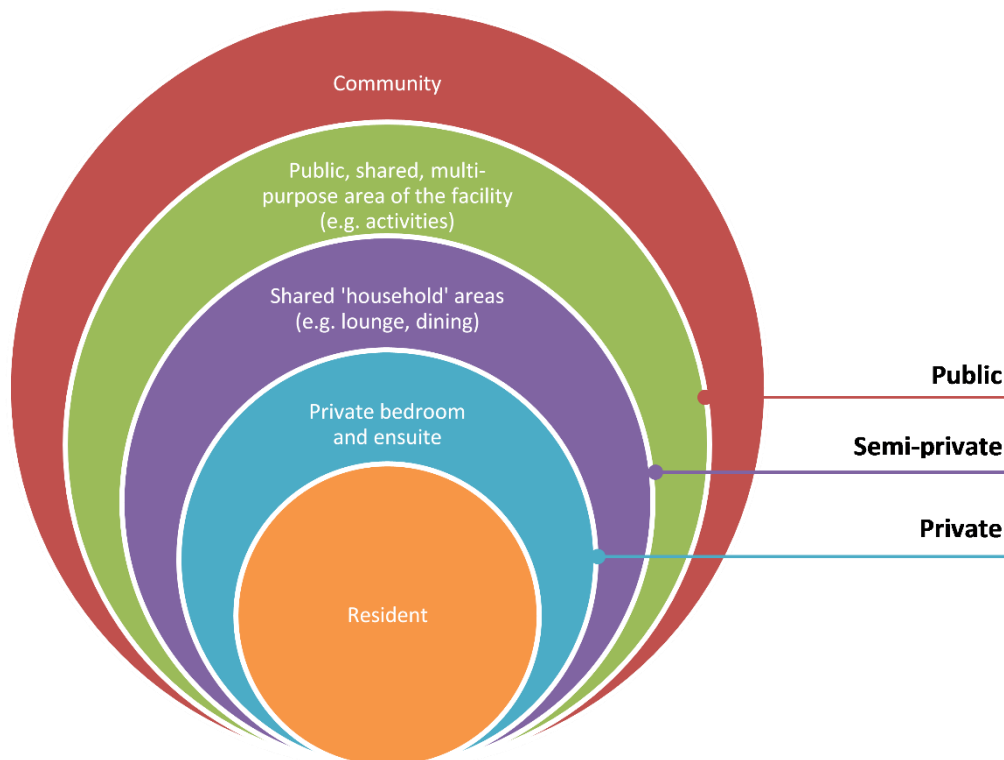 Community
Public, shared, multi-
purpose area of the facility
(e.g. activities)
Shared 'household' areas
(e.g. lounge, dining)
Private bedroom
and ensuite
Resident
Public
Semi-private
Private